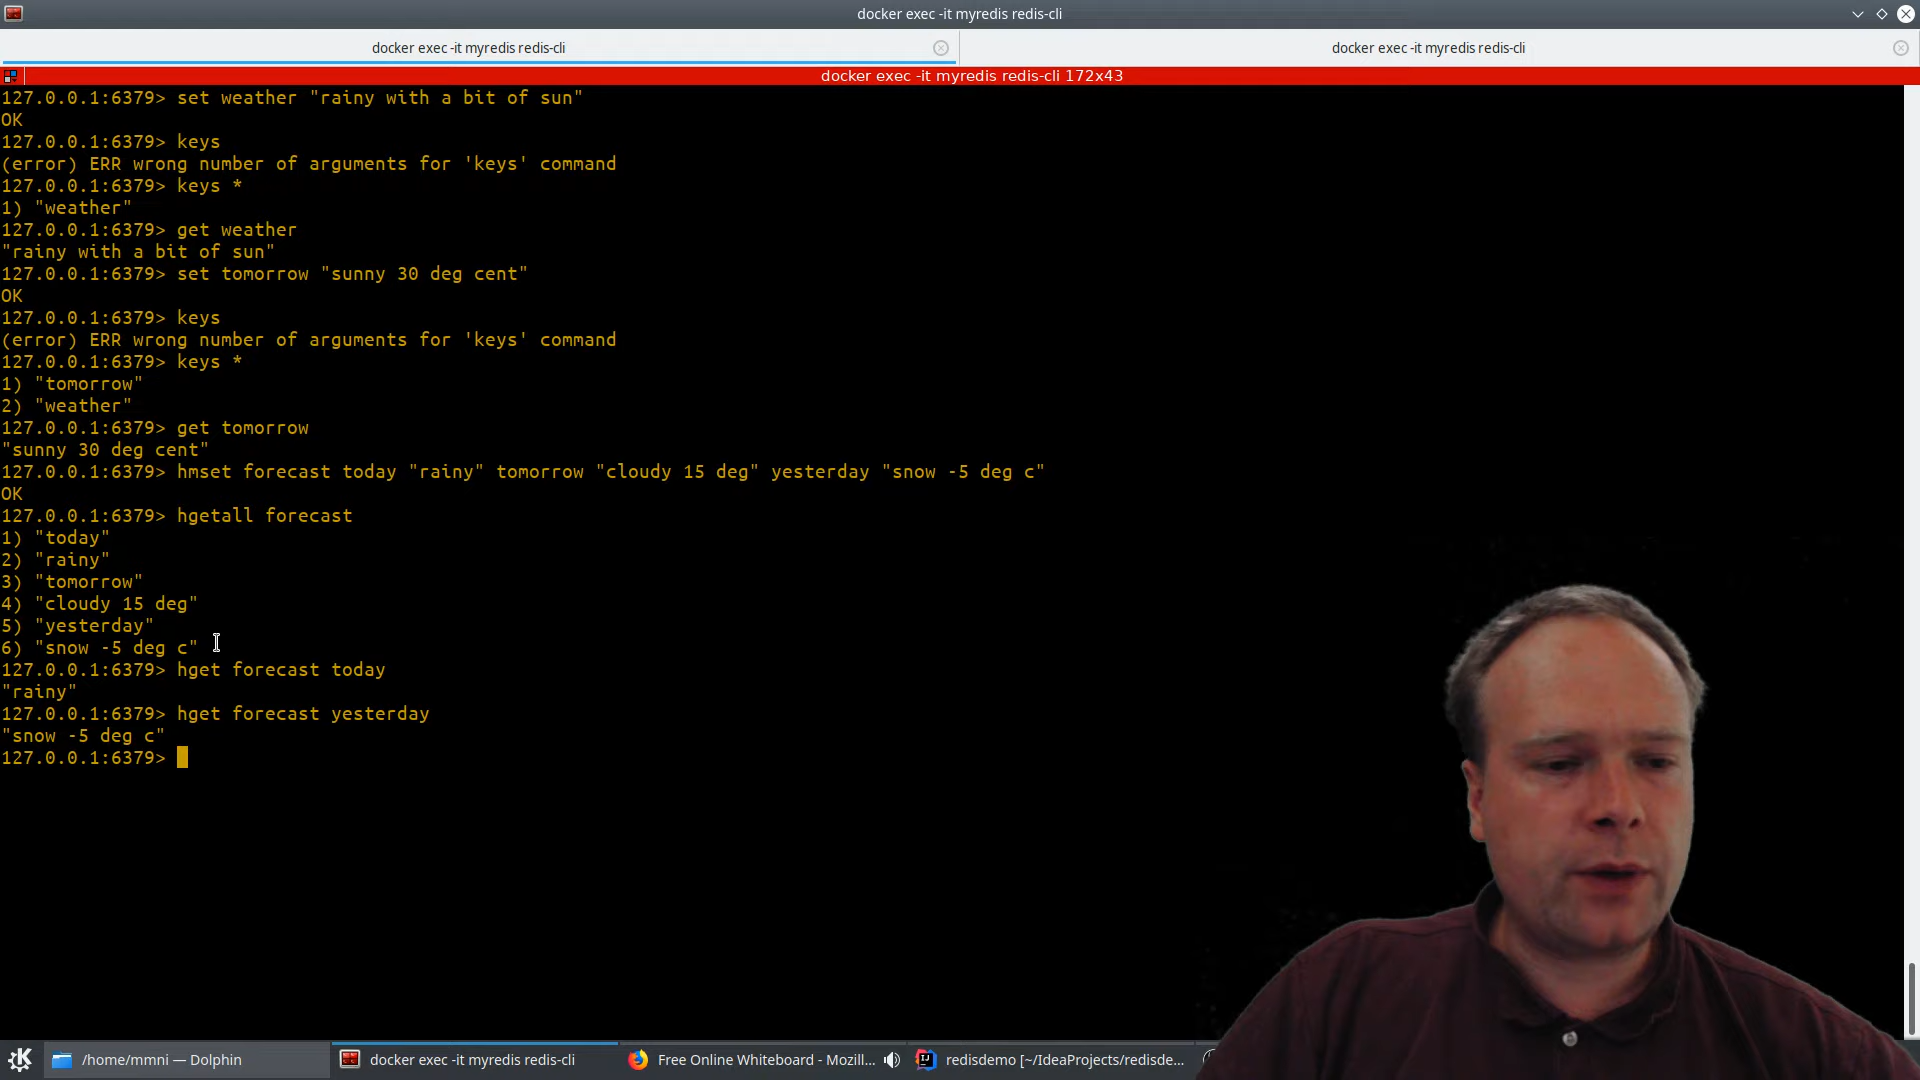 docker exec -it myredis redis-cli
docker exec -it myredis redis-cli
docker exec -it myredis redis-cli
docker exec -it myredis redis-cli 172x43
127.0.0.1:6379> set weather "rainy with a bit of sun"
OK
127.0.0.1:6379> keys
(error) ERR wrong number of arguments for 'keys' command
127.0.0.1:6379> keys *
1) "weather"
127.0.0.1:6379> get weather
"rainy with a bit of sun"
127.0.0.1:6379> set tomorrow "sunny 30 deg cent"
OK
127.0.0.1:6379> keys
(error) ERR wrong number of arguments for 'keys' command
127.0.0.1:6379> keys *
1) "tomorrow"
2) "weather"
127.0.0.1:6379> get tomorrow
"sunny 30 deg cent"
127.0.0.1:6379> hmset forecast today "rainy" tomorrow "cloudy 15 deg" yesterday "snow -5 deg c"
OK
127.0.0.1:6379> hgetall forecast
1) "today"
2) "rainy"
3) "tomorrow"
4) "cloudy 15 deg"
5) "yesterday"
6) "snow -5 deg c"
127.0.0.1:6379> hget forecast today
"rainy"
127.0.0.1:6379> hget forecast yesterday
"snow -5 deg c"
127.0.0.1:6379>
/home/mmni — Dolphin
docker exec -it myredis redis-cli
Free Online Whiteboard - Mozill...
redisdemo [~/IdeaProjects/redisde...